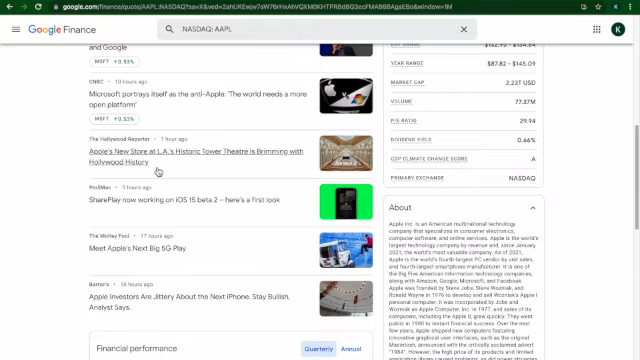 google.com/finance/quote/AAPL:NASDAQ
Google Finance
NASDAQ: AAPL
and Google
MSFT ↑ 0.53%
CNBC • 10 hours ago
Microsoft portrays itself as the anti-Apple: 'The world needs a more
open platform'
MSFT ↑ 0.53%
The Hollywood Reporter • 1 hour ago
Apple's New Store at L.A.'s Historic Tower Theatre Is Brimming with
Hollywood History
9to5Mac • 5 hours ago
SharePlay now working on iOS 15 beta 2 – here's a first look
The Motley Fool • 17 hours ago
Meet Apple's Next Big 5G Play
Barron's • 18 hours ago
Apple Investors Are Jittery About the Next iPhone. Stay Bullish,
Analyst Says.
Financial performance
Quarterly
Annual
YEAR RANGE
$87.82 - $145.09
MARKET CAP
2.23T USD
VOLUME
77.37M
P/E RATIO
29.94
DIVIDEND YIELD
0.66%
CDP CLIMATE CHANGE SCORE
A
PRIMARY EXCHANGE
NASDAQ
About
Apple Inc. is an American multinational technology
company that specializes in consumer electronics,
computer software, and online services. Apple is the
world's largest technology company by revenue and, since January
2021, the world's most valuable company. As of
2021, Apple is the world's fourth-largest PC vendor by unit sales,
and fourth-largest smartphone manufacturer. It is one of
the Big Five American information technology
companies, along with Amazon, Google, Microsoft, and Facebook.
Apple was founded by Steve Jobs, Steve Wozniak, and
Ronald Wayne in 1976 to develop and sell Wozniak's Apple I
personal computer. It was incorporated by Jobs and
Wozniak as Apple Computer, Inc. in 1977, and sales of its
computers, including the Apple II, grew quickly. They went
public in 1980 to instant financial success. Over the next
few years, Apple shipped new computers featuring
innovative graphical user interfaces, such as the original
Macintosh, announced with the critically acclaimed advert
"1984". However, the high price of its products and limited